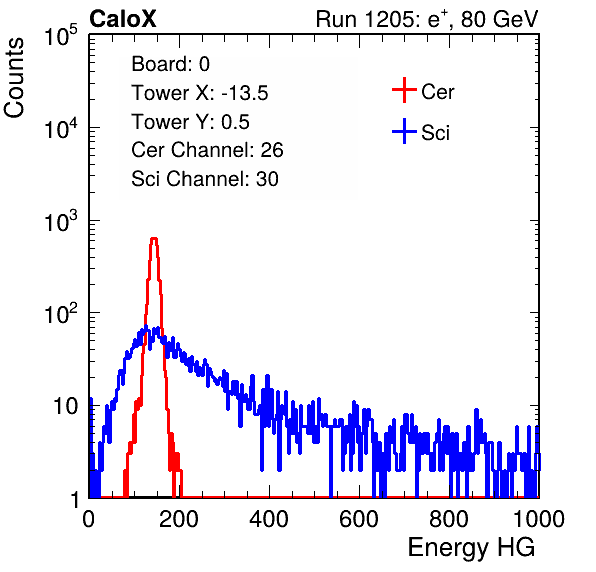 CaloX Run 1205: e⁺, 80 GeV
Counts
Board: 0
Tower X: -13.5
Tower Y: 0.5
Cer Channel: 26
Sci Channel: 30
Cer
Sci
10⁵
10⁴
10³
10²
10
1
0 200 400 600 800 1000
Energy HG